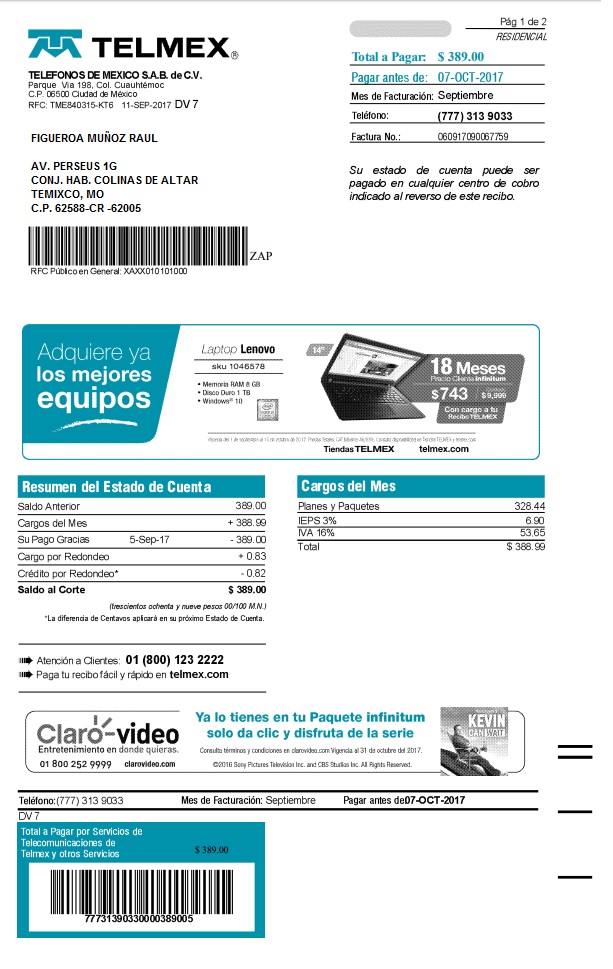 Pág 1 de 2
RESIDENCIAL
TELMEX®
TELEFONOS DE MEXICO S.A.B. de C.V.
Parque Via 198, Col. Cuauhtémoc
C.P. 06500 Ciudad de México
RFC: TME840315-KT6 11-SEP-2017 DV 7
Total a Pagar: $ 389.00
Pagar antes de: 07-OCT-2017
Mes de Facturación: Septiembre
Teléfono: (777) 313 9033
Factura No.: 060917090067759
FIGUEROA MUÑOZ RAUL
AV. PERSEUS 1G
CONJ. HAB. COLINAS DE ALTAR
TEMIXCO, MO
C.P. 62588-CR -62005
Su estado de cuenta puede ser
pagado en cualquier centro de cobro
indicado al reverso de este recibo.
ZAP
RFC Público en General: XAXX010101000
Adquiere ya
los mejores
equipos
Laptop Lenovo
sku 1046578
• Memoria RAM 8 GB
• Disco Duro 1 TB
• Windows® 10
14"
18 Meses
Precio Cliente infinitum
$743
$9,999
Con cargo a tu
Recibo TELMEX
Tiendas TELMEX telmex.com
Resumen del Estado de Cuenta
Saldo Anterior 389.00
Cargos del Mes + 388.99
Su Pago Gracias 5-Sep-17 - 389.00
Cargo por Redondeo + 0.83
Crédito por Redondeo* - 0.82
Saldo al Corte $ 389.00
(trescientos ochenta y nueve pesos 00/100 M.N.)
*La diferencia de Centavos aplicará en su próximo Estado de Cuenta.
Cargos del Mes
Planes y Paquetes 328.44
IEPS 3% 6.90
IVA 16% 53.65
Total $ 388.99
Atención a Clientes: 01 (800) 123 2222
Paga tu recibo fácil y rápido en telmex.com
Claro-video
Entretenimiento en donde quieras.
01 800 252 9999 clarovideo.com
Ya lo tienes en tu Paquete infinitum
solo da clic y disfruta de la serie
Consulta términos y condiciones en clarovideo.com Vigencia al 31 de octubre del 2017.
©2016 Sony Pictures Television Inc. and CBS Studios Inc. All Rights Reserved.
KEVIN
CAN WAIT
Teléfono:(777) 313 9033 Mes de Facturación: Septiembre Pagar antes de07-OCT-2017
DV 7
Total a Pagar por Servicios de
Telecomunicaciones de
Telmex y otros Servicios
$ 389.00
77731390330000389005